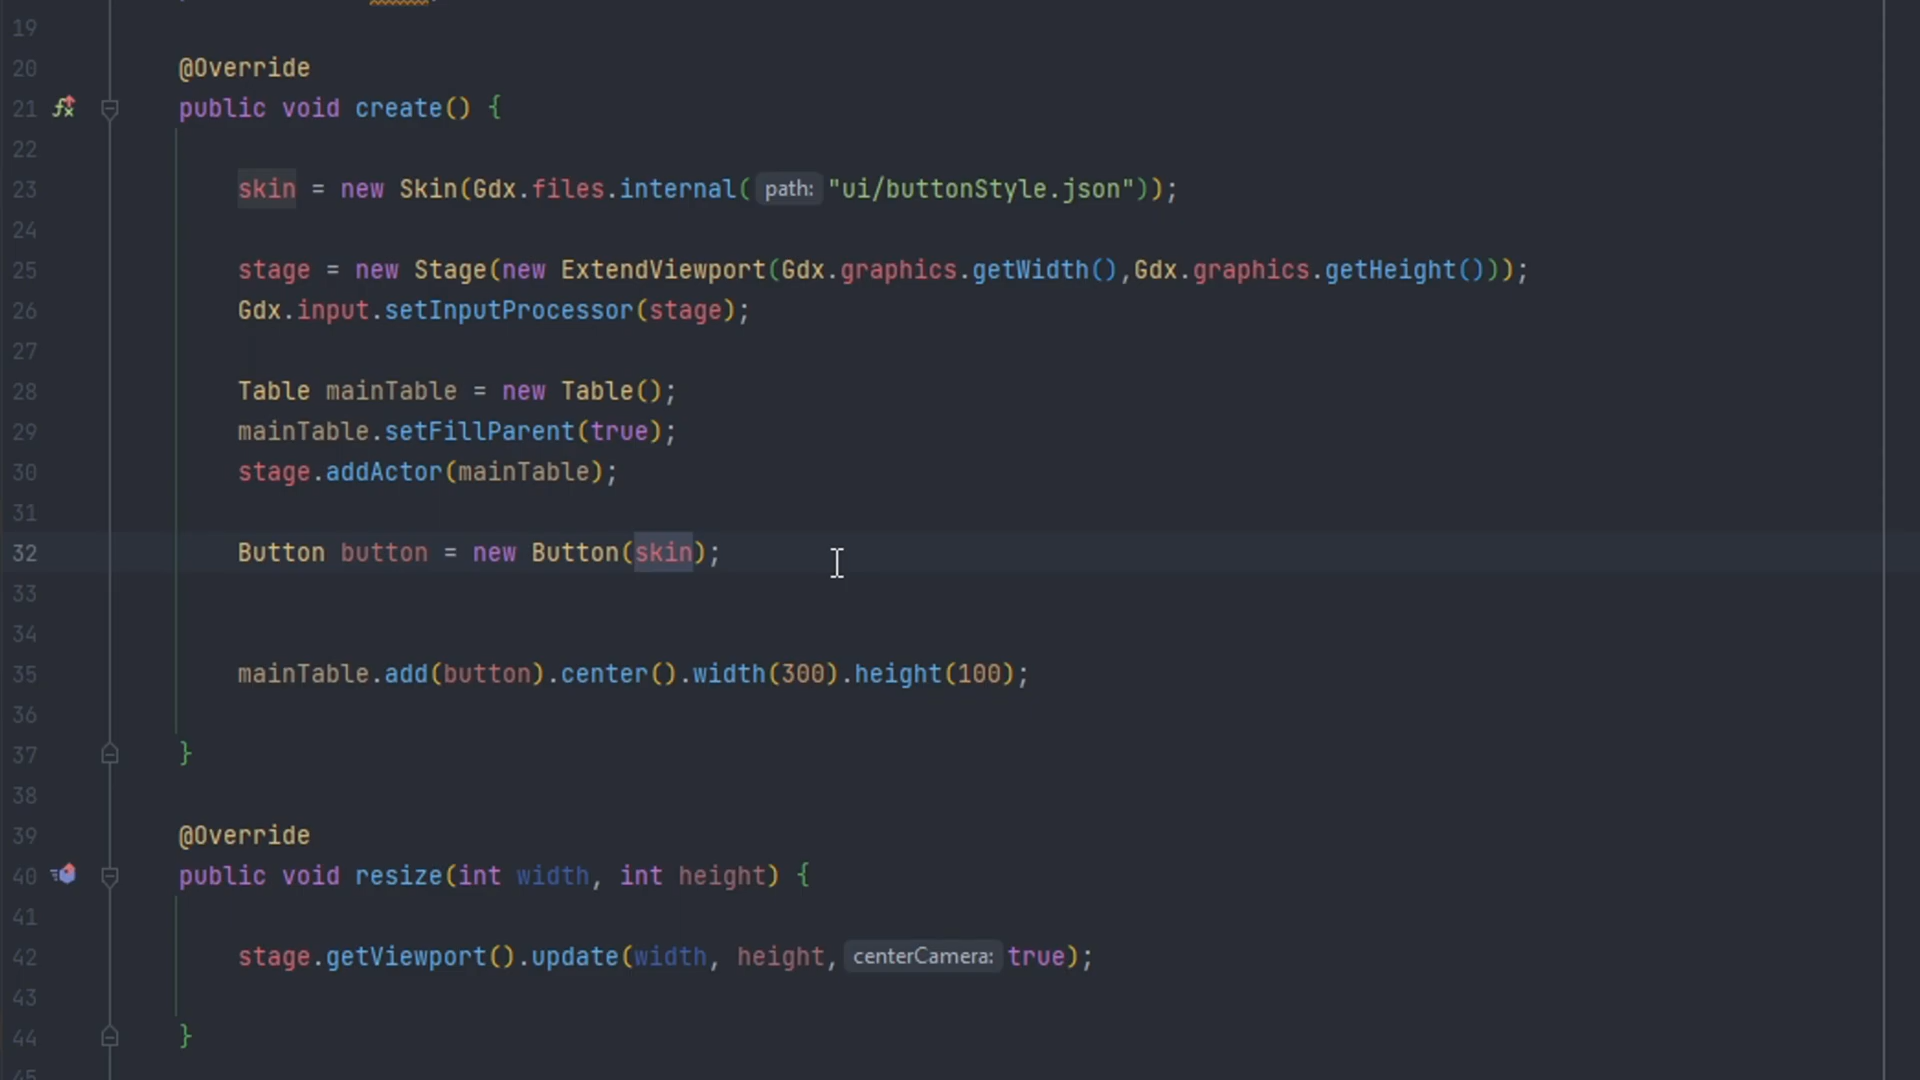 19
20 @Override
21 public void create() {
22
23 skin = new Skin(Gdx.files.internal( path: "ui/buttonStyle.json"));
24
25 stage = new Stage(new ExtendViewport(Gdx.graphics.getWidth(),Gdx.graphics.getHeight()));
26 Gdx.input.setInputProcessor(stage);
27
28 Table mainTable = new Table();
29 mainTable.setFillParent(true);
30 stage.addActor(mainTable);
31
32 Button button = new Button(skin);
33
34
35 mainTable.add(button).center().width(300).height(100);
36
37 }
38
39 @Override
40 public void resize(int width, int height) {
41
42 stage.getViewport().update(width, height, centerCamera: true);
43
44 }
45